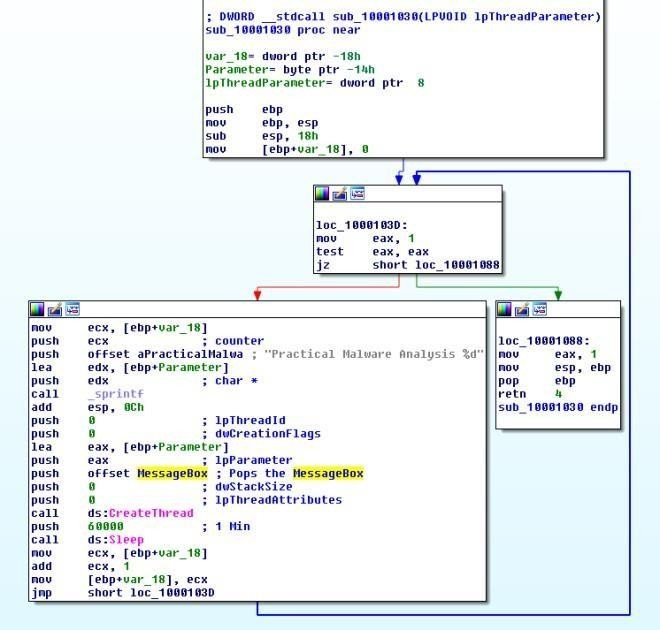 ; DWORD __stdcall sub_10001030(LPVOID lpThreadParameter)
sub_10001030 proc near
var_18= dword ptr -18h
Parameter= byte ptr -14h
lpThreadParameter= dword ptr  8
push    ebp
mov     ebp, esp
sub     esp, 18h
mov     [ebp+var_18], 0
loc_1000103D:
mov     eax, 1
test    eax, eax
jz      short loc_10001088
mov     ecx, [ebp+var_18]
push    ecx             ; counter
push    offset aPracticalMalwa ; "Practical Malware Analysis %d"
lea     edx, [ebp+Parameter]
push    edx             ; char *
call    _sprintf
add     esp, 0Ch
push    0               ; lpThreadId
push    0               ; dwCreationFlags
lea     eax, [ebp+Parameter]
push    eax             ; lpParameter
push    offset MessageBox ; Pops the MessageBox
push    0               ; dwStackSize
push    0               ; lpThreadAttributes
call    ds:CreateThread
push    60000           ; 1 Min
call    ds:Sleep
mov     ecx, [ebp+var_18]
add     ecx, 1
mov     [ebp+var_18], ecx
jmp     short loc_1000103D
loc_10001088:
mov     eax, 1
mov     esp, ebp
pop     ebp
retn    4
sub_10001030 endp